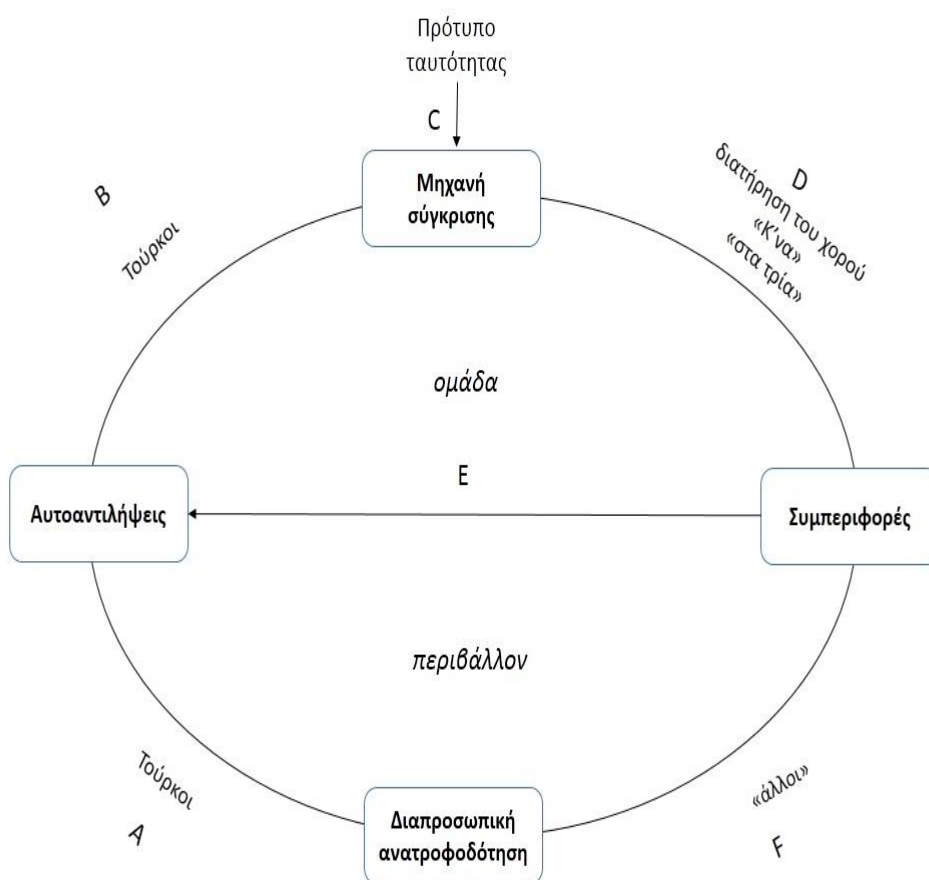 Πρότυπο
ταυτότητας
C
Μηχανή
σύγκρισης
B
Τούρκοι
D
διατήρηση του χορού
«Κ'να»
«στα τρία»
ομάδα
E
Αυτοαντιλήψεις
Συμπεριφορές
περιβάλλον
Τούρκοι
A
«άλλοι»
F
Διαπροσωπική
ανατροφοδότηση